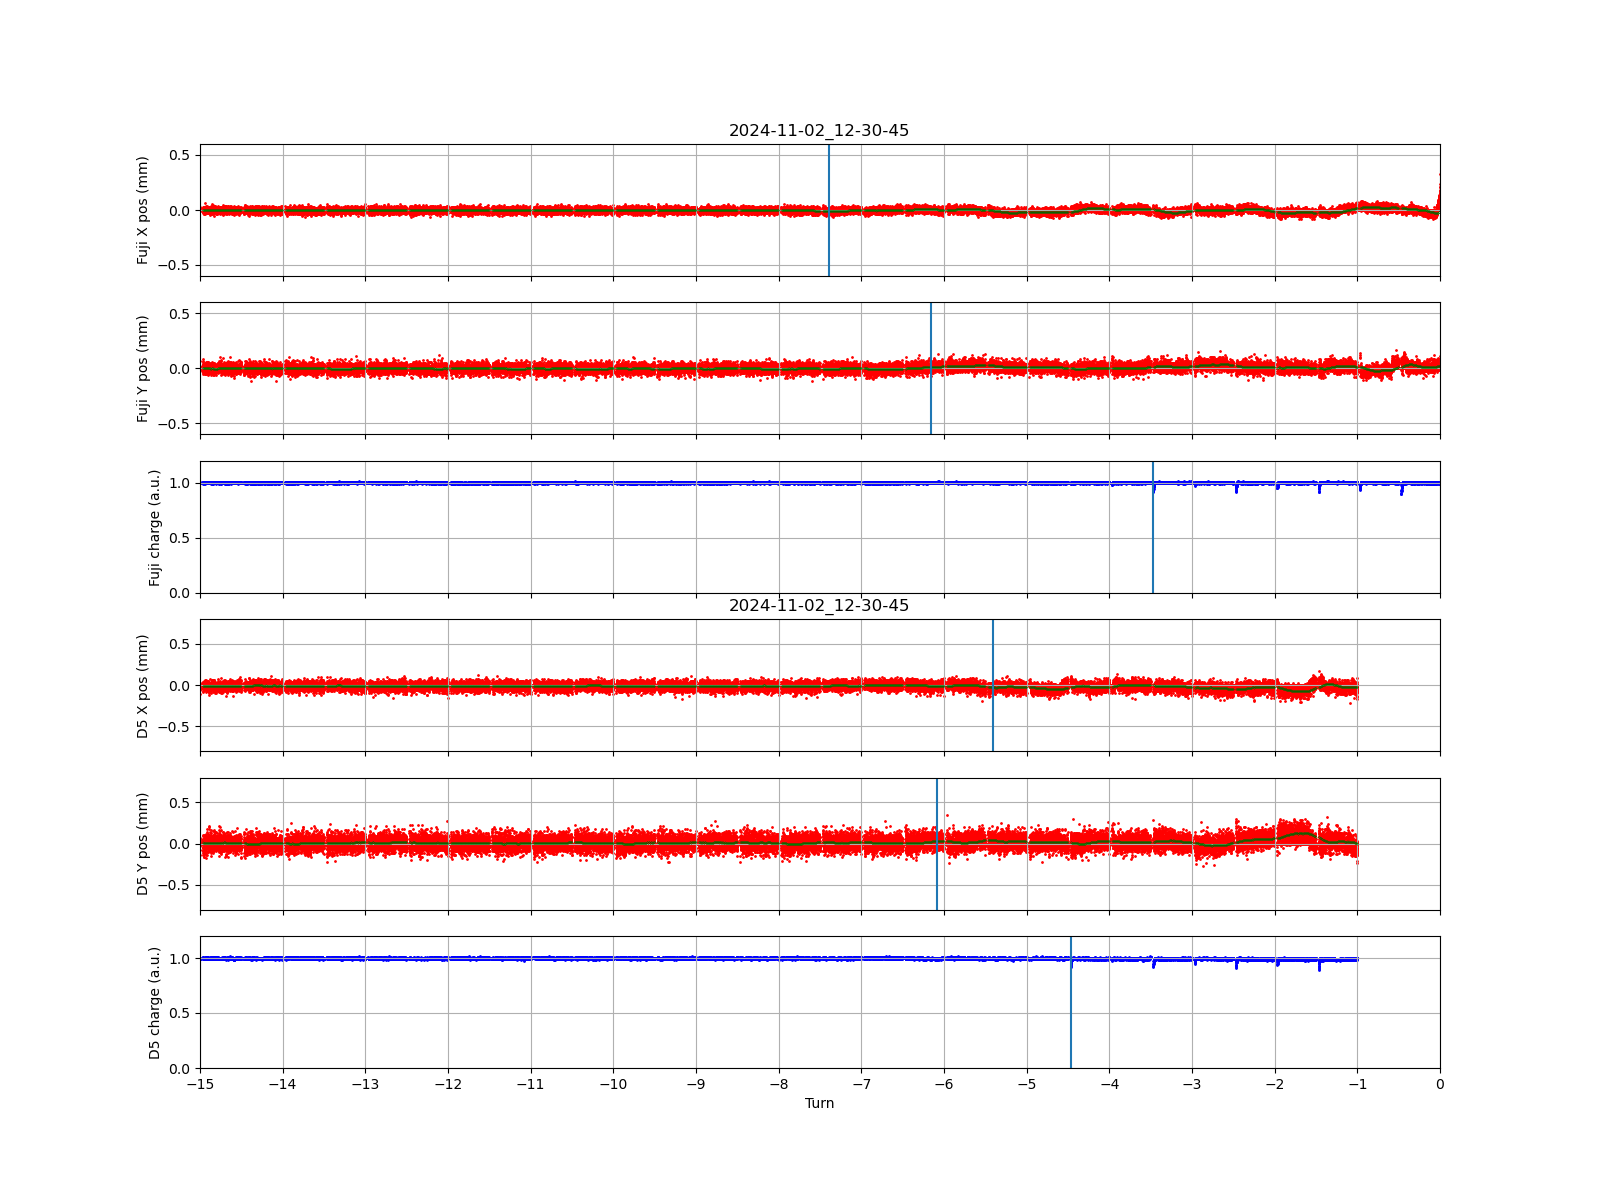 2024-11-02_12-30-45
Fuji X pos (mm)
0.5
0.0
−0.5
Fuji Y pos (mm)
0.5
0.0
−0.5
Fuji charge (a.u.)
1.0
0.5
0.0
2024-11-02_12-30-45
D5 X pos (mm)
0.5
0.0
−0.5
D5 Y pos (mm)
0.5
0.0
−0.5
D5 charge (a.u.)
1.0
0.5
0.0
−15 −14 −13 −12 −11 −10 −9 −8 −7 −6 −5 −4 −3 −2 −1 0
Turn